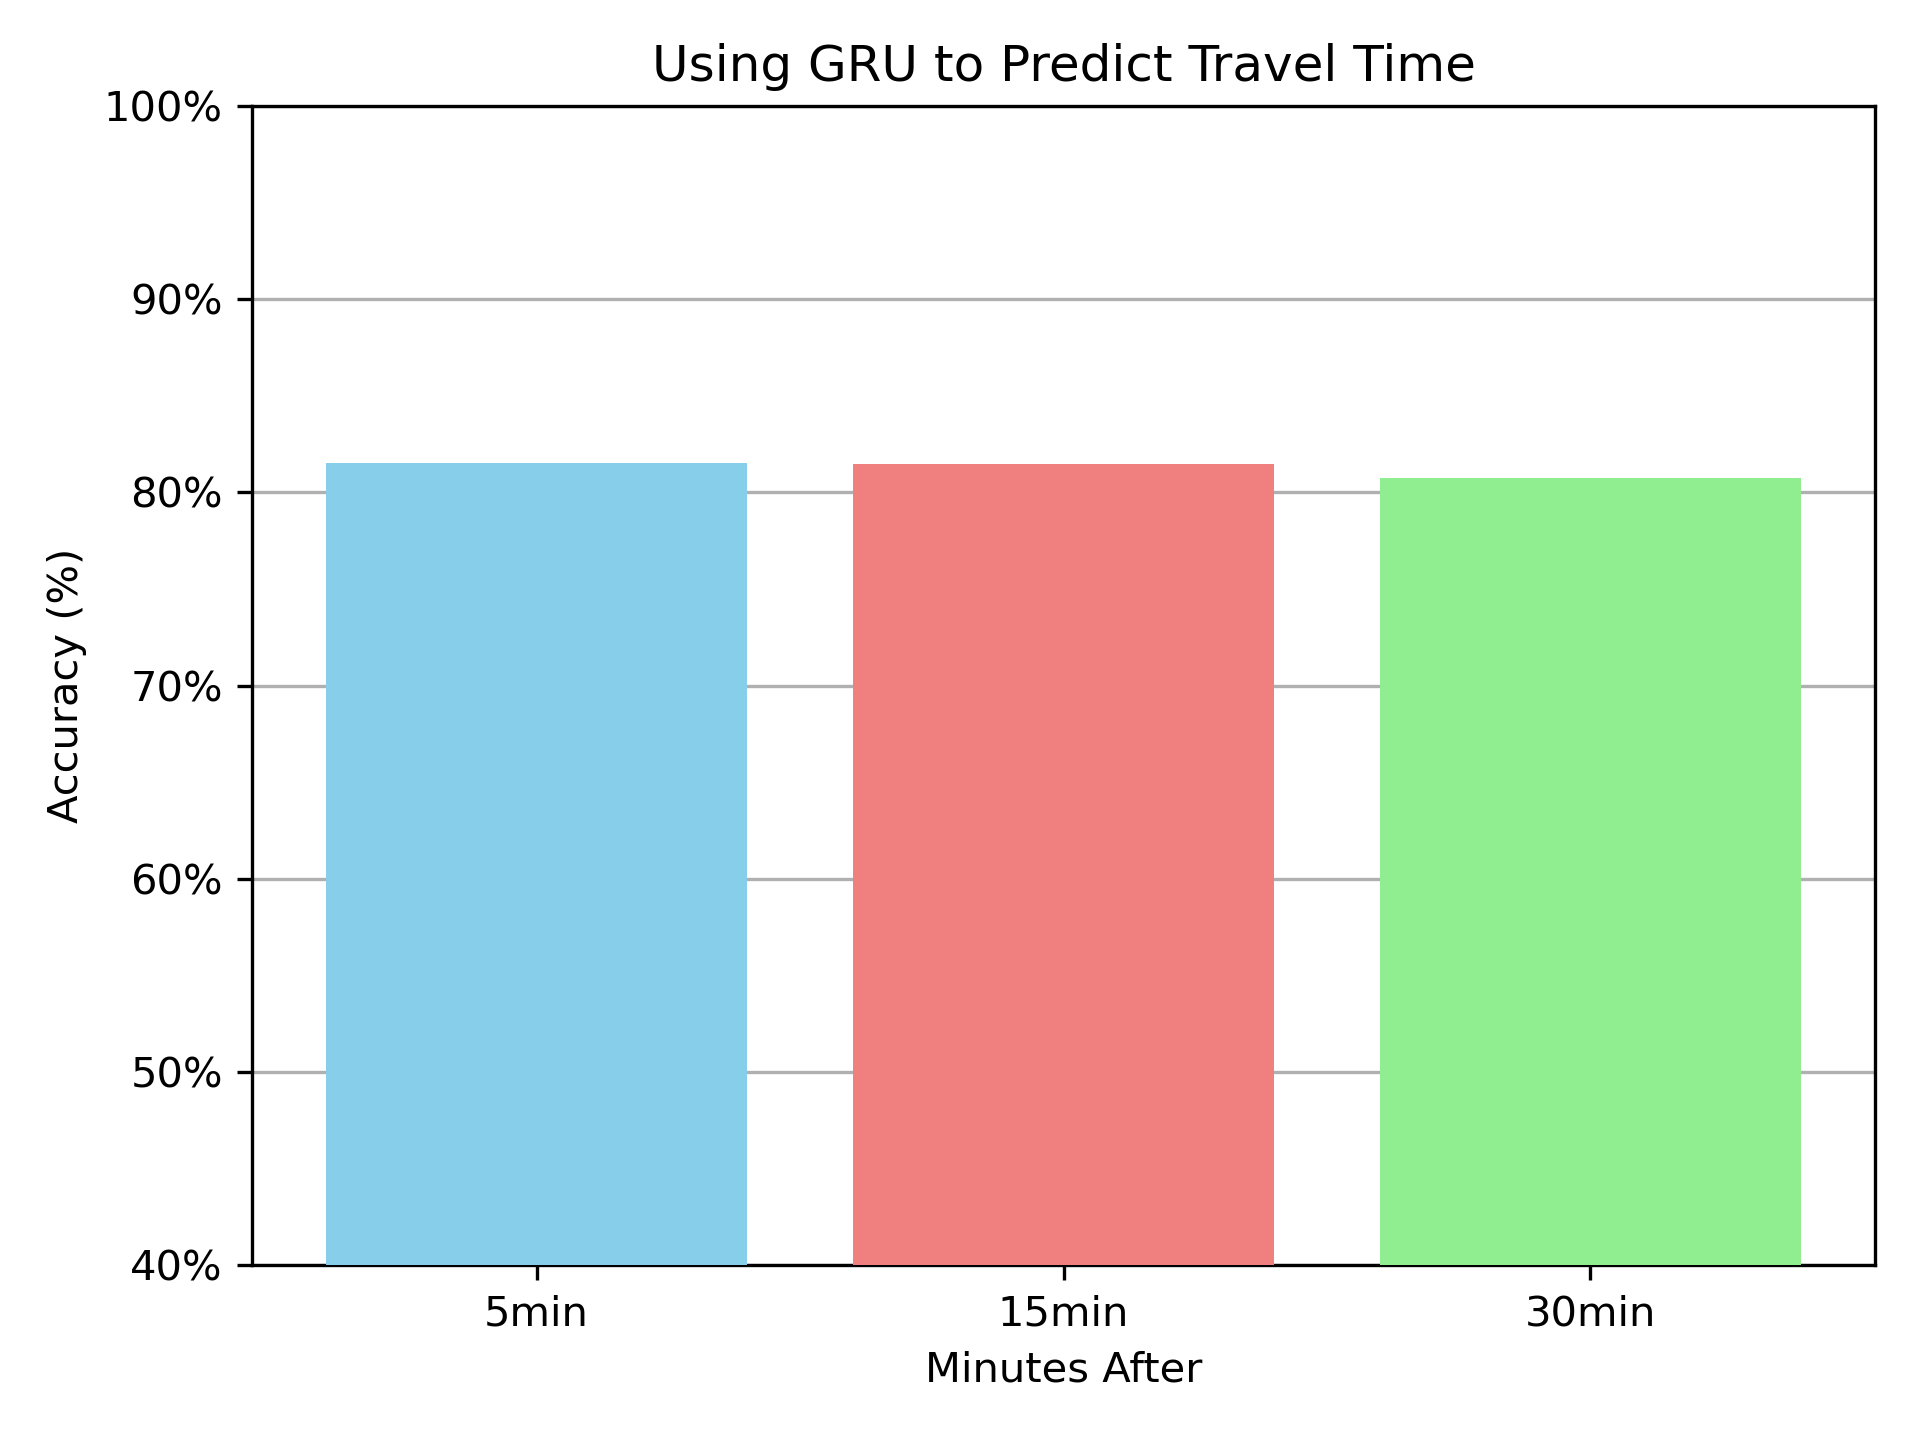 Using GRU to Predict Travel Time
100%
90%
80%
70%
60%
50%
40%
Accuracy (%)
5min
15min
30min
Minutes After